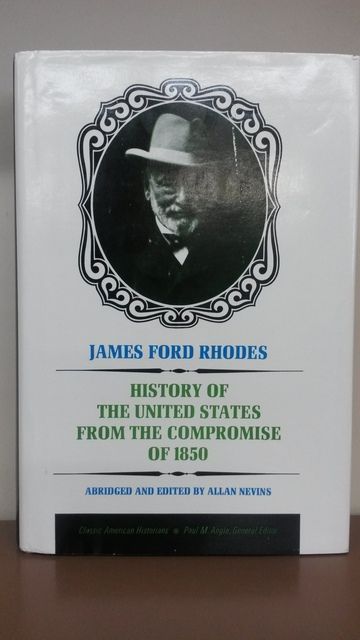 JAMES FORD RHODES
HISTORY OF
THE UNITED STATES
FROM THE COMPROMISE
OF 1850
ABRIDGED AND EDITED BY ALLAN NEVINS
Classic American Historians • Paul M. Angle, General Editor